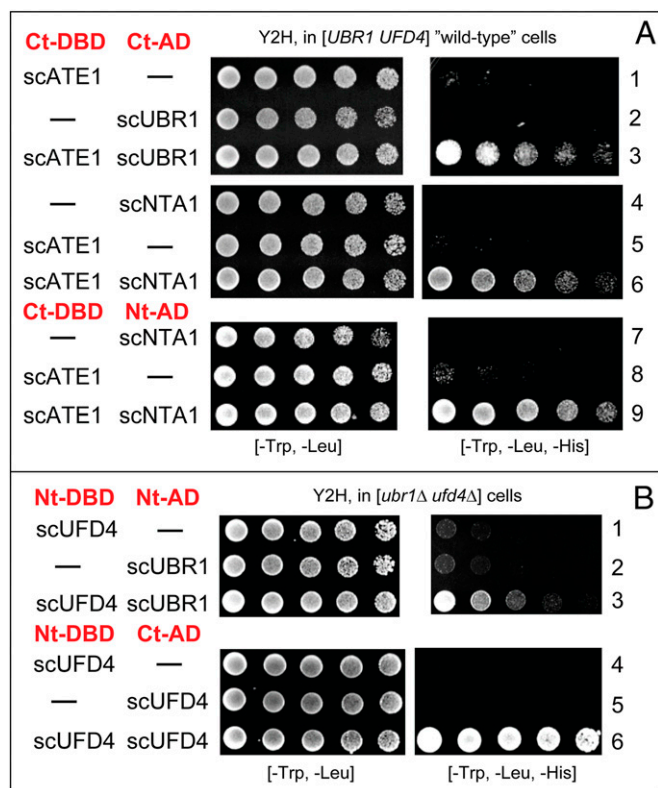 A
Ct-DBD Ct-AD Y2H, in [UBR1 UFD4] "wild-type" cells
scATE1 — 1
— scUBR1 2
scATE1 scUBR1 3
— scNTA1 4
scATE1 — 5
scATE1 scNTA1 6
Ct-DBD Nt-AD
— scNTA1 7
scATE1 — 8
scATE1 scNTA1 9
[-Trp, -Leu] [-Trp, -Leu, -His]
B
Nt-DBD Nt-AD Y2H, in [ubr1Δ ufd4Δ] cells
scUFD4 — 1
— scUBR1 2
scUFD4 scUBR1 3
Nt-DBD Ct-AD
scUFD4 — 4
— scUFD4 5
scUFD4 scUFD4 6
[-Trp, -Leu] [-Trp, -Leu, -His]